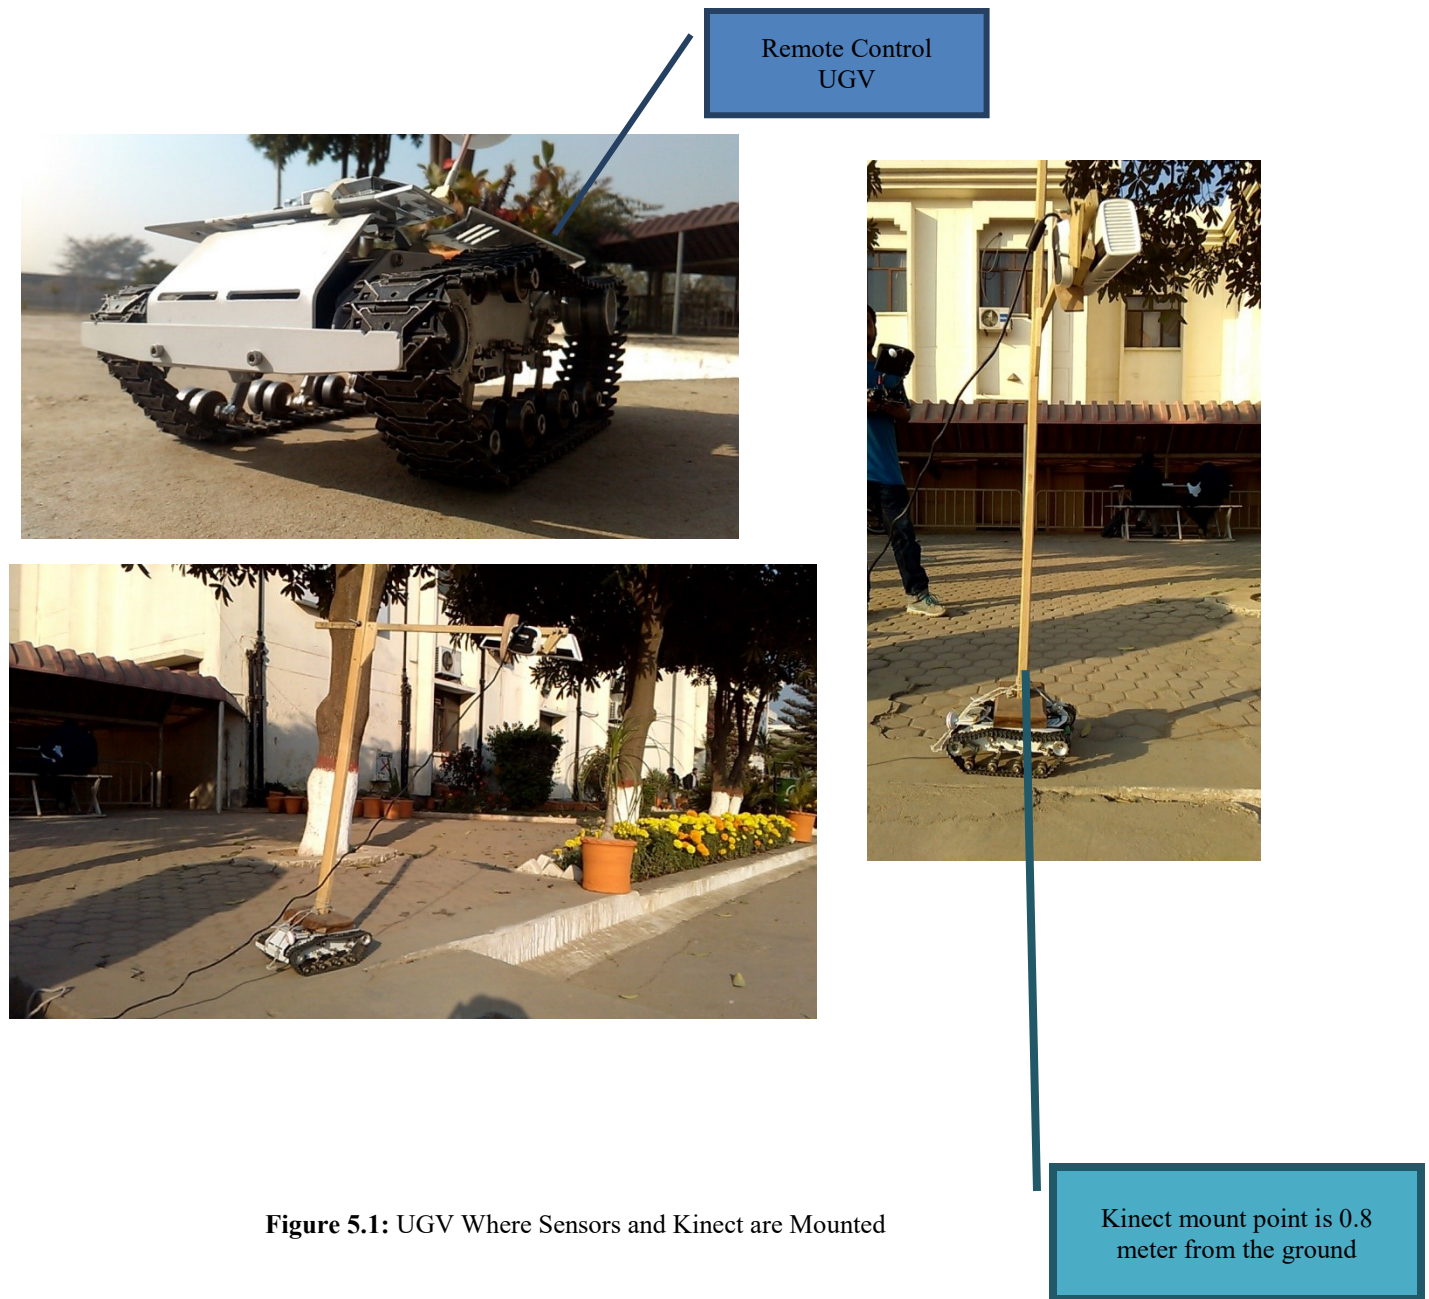 Remote Control
UGV
Figure 5.1: UGV Where Sensors and Kinect are Mounted
Kinect mount point is 0.8
meter from the ground